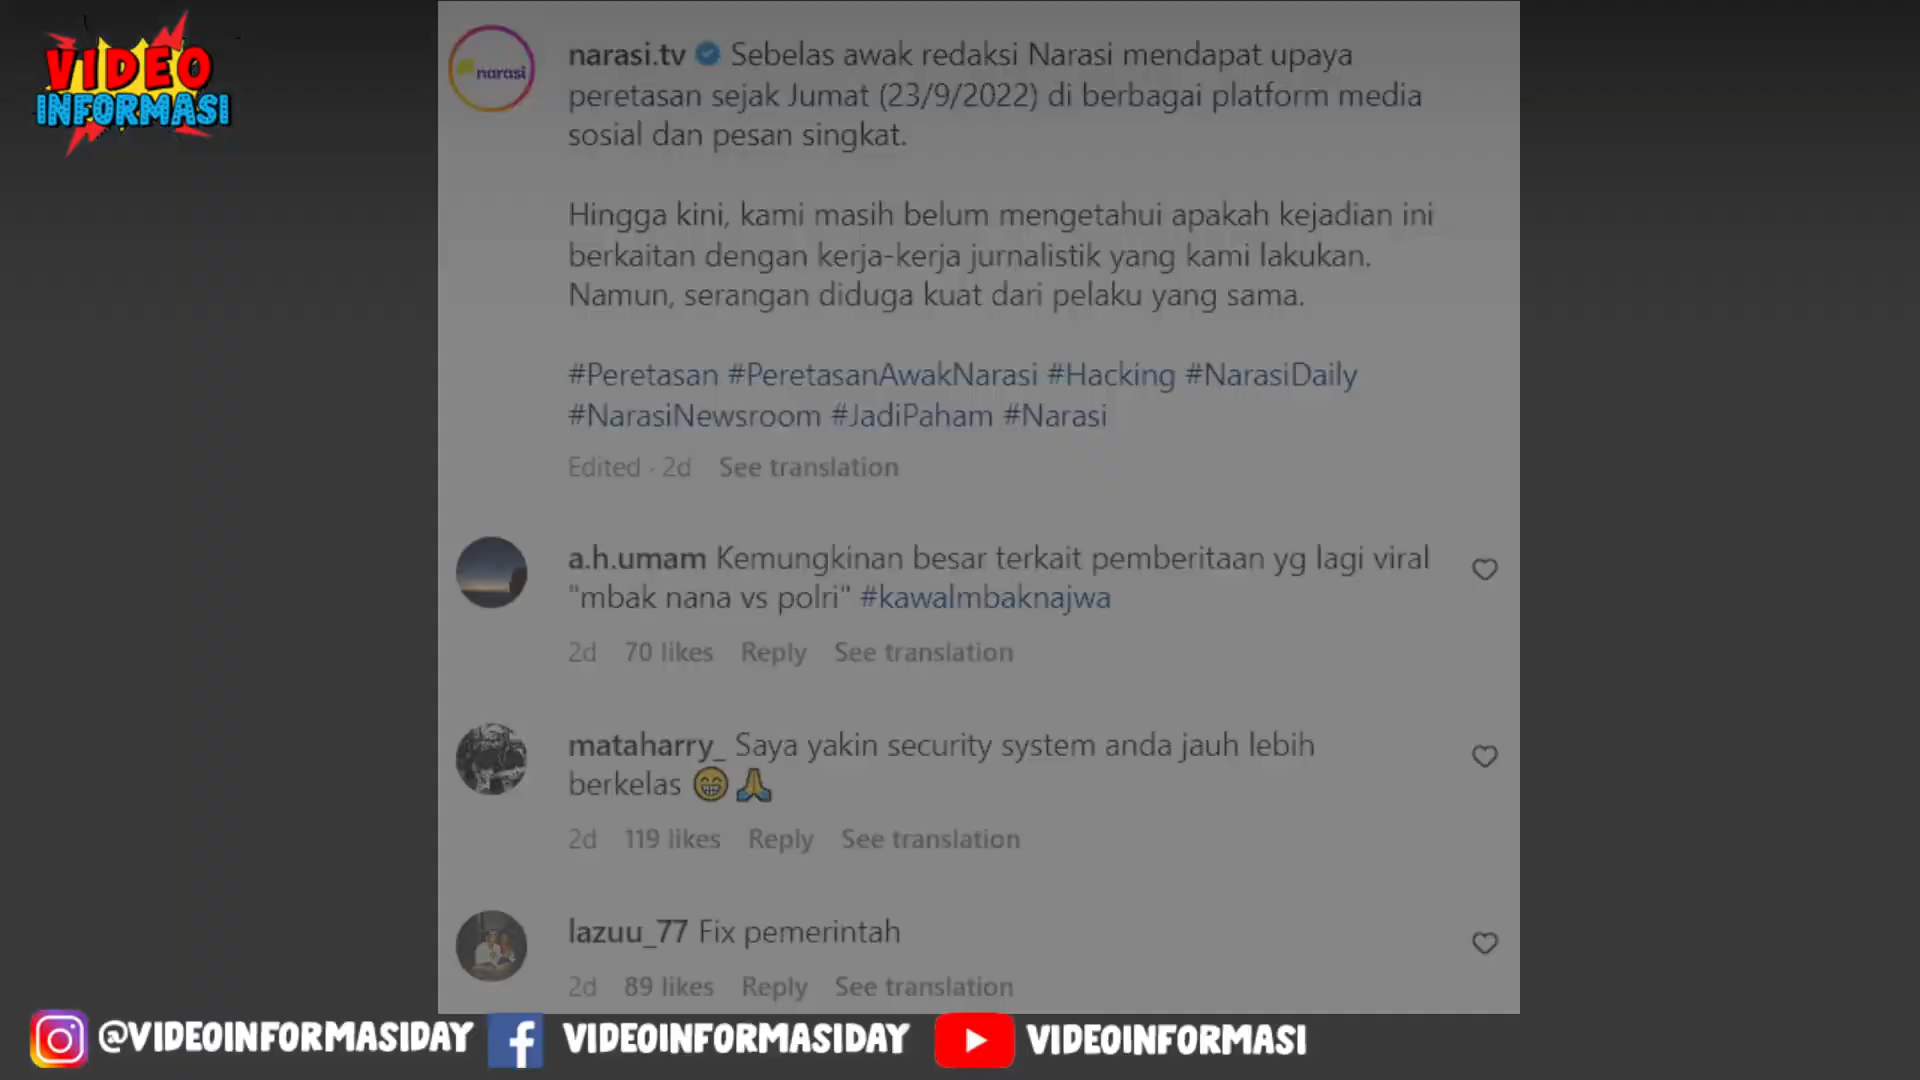 VIDEO
INFORMASI
narasi
narasi.tv Sebelas awak redaksi Narasi mendapat upaya
peretasan sejak Jumat (23/9/2022) di berbagai platform media
sosial dan pesan singkat.
Hingga kini, kami masih belum mengetahui apakah kejadian ini
berkaitan dengan kerja-kerja jurnalistik yang kami lakukan.
Namun, serangan diduga kuat dari pelaku yang sama.
#Peretasan #PeretasanAwakNarasi #Hacking #NarasiDaily
#NarasiNewsroom #JadiPaham #Narasi
Edited · 2d See translation
a.h.umam Kemungkinan besar terkait pemberitaan yg lagi viral
"mbak nana vs polri" #kawalmbaknajwa
2d 70 likes Reply See translation
mataharry_ Saya yakin security system anda jauh lebih
berkelas 😁🙏
2d 119 likes Reply See translation
lazuu_77 Fix pemerintah
2d 89 likes Reply See translation
@VIDEOINFORMASIDAY VIDEOINFORMASIDAY VIDEOINFORMASI